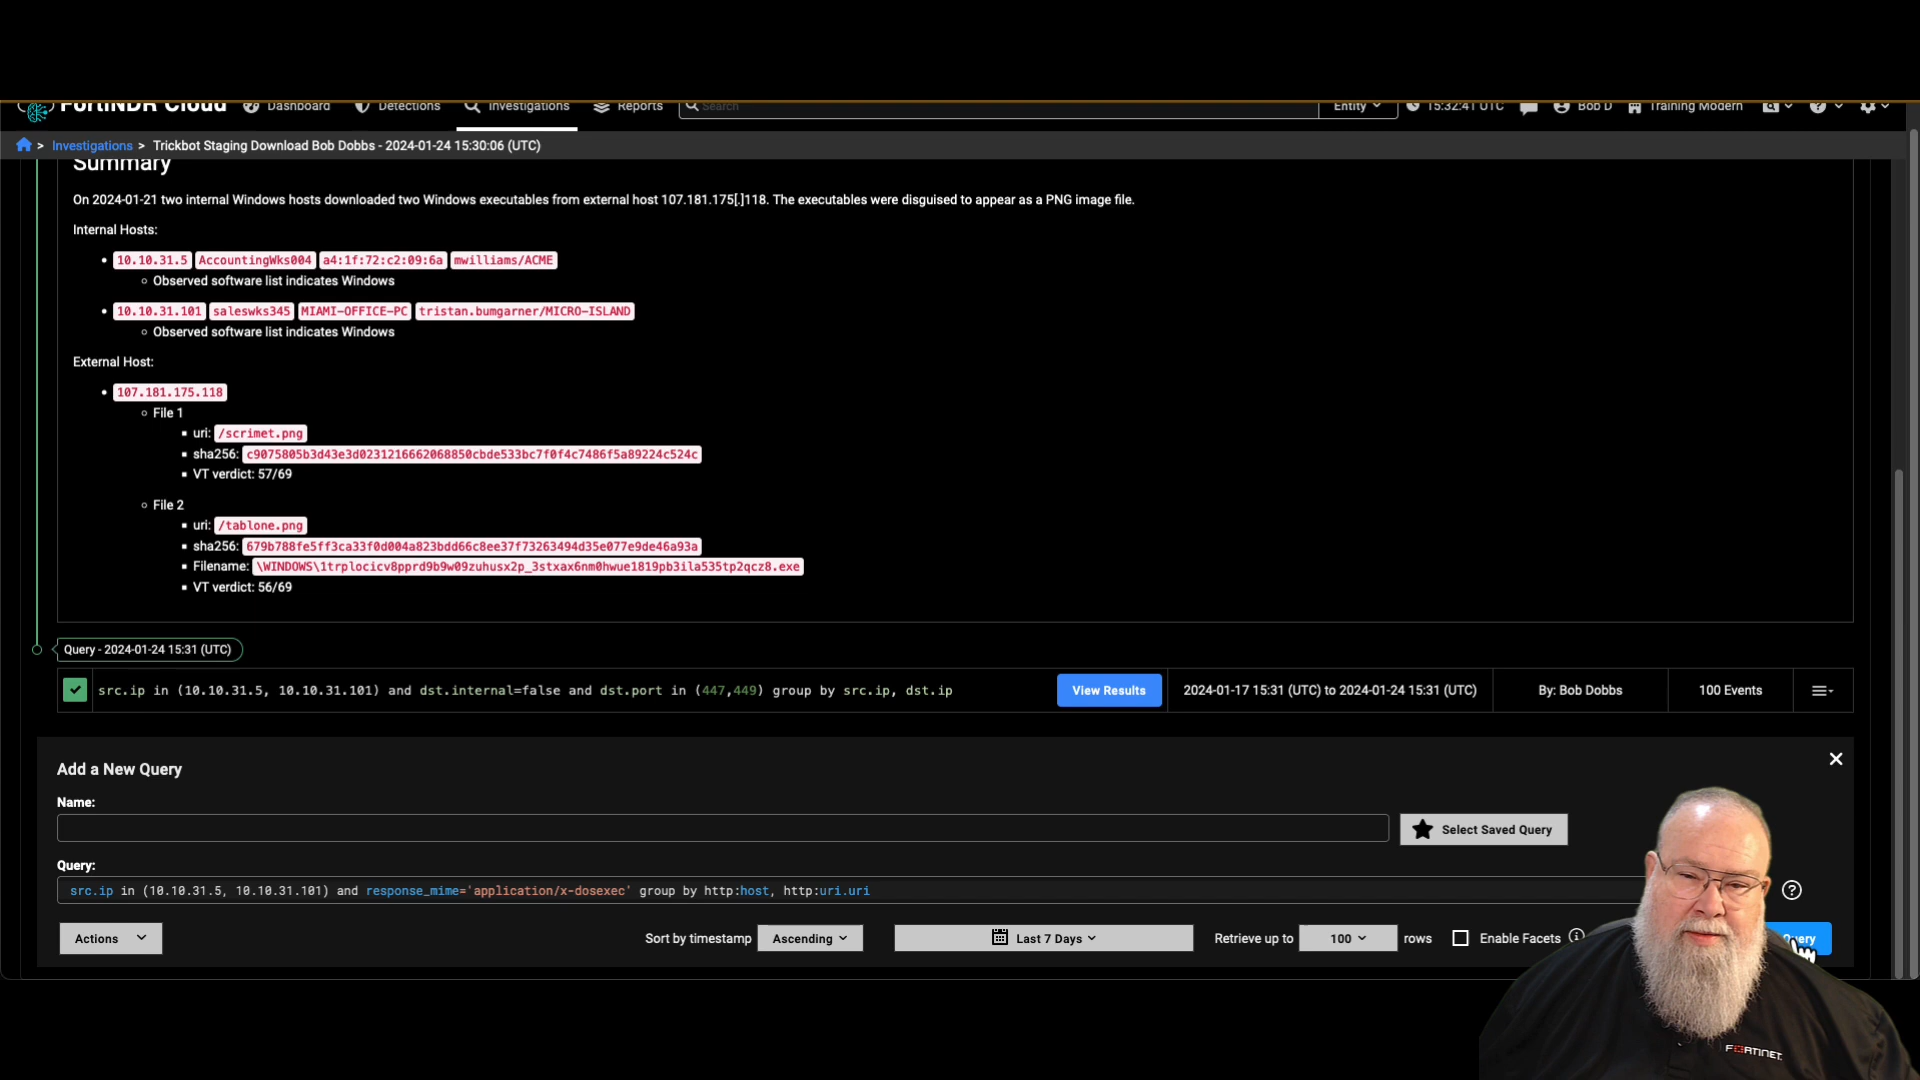 FortiNDR Cloud Dashboard Detections Investigations Reports Search Entity 15:32:41 UTC Bob D Training Modern
> Investigations > Trickbot Staging Download Bob Dobbs - 2024-01-24 15:30:06 (UTC)
Summary
On 2024-01-21 two internal Windows hosts downloaded two Windows executables from external host 107.181.175[.]118. The executables were disguised to appear as a PNG image file.
Internal Hosts:
• 10.10.31.5 AccountingWks004 a4:1f:72:c2:09:6a mwilliams/ACME
Observed software list indicates Windows
• 10.10.31.101 saleswks345 MIAMI-OFFICE-PC tristan.bumgarner/MICRO-ISLAND
Observed software list indicates Windows
External Host:
• 107.181.175.118
File 1
uri: /scrimet.png
sha256: c9075805b3d43e3d0231216662068850cbde533bc7f0f4c7486f5a89224c524c
VT verdict: 57/69
File 2
uri: /tablone.png
sha256: 679b788fe5ff3ca33f0d004a823bdd66c8ee37f73263494d35e077e9de46a93a
Filename: \WINDOWS\1trplocicv8pprd9b9w09zuhusx2p_3stxax6nm0hwue1819pb3ila535tp2qcz8.exe
VT verdict: 56/69
Query - 2024-01-24 15:31 (UTC)
src.ip in (10.10.31.5, 10.10.31.101) and dst.internal=false and dst.port in (447,449) group by src.ip, dst.ip View Results 2024-01-17 15:31 (UTC) to 2024-01-24 15:31 (UTC) By: Bob Dobbs 100 Events
Add a New Query
Name:
Select Saved Query
Query:
src.ip in (10.10.31.5, 10.10.31.101) and response_mime='application/x-dosexec' group by http:host, http:uri.uri
Actions Sort by timestamp Ascending Last 7 Days Retrieve up to 100 rows Enable Facets
FORTINET